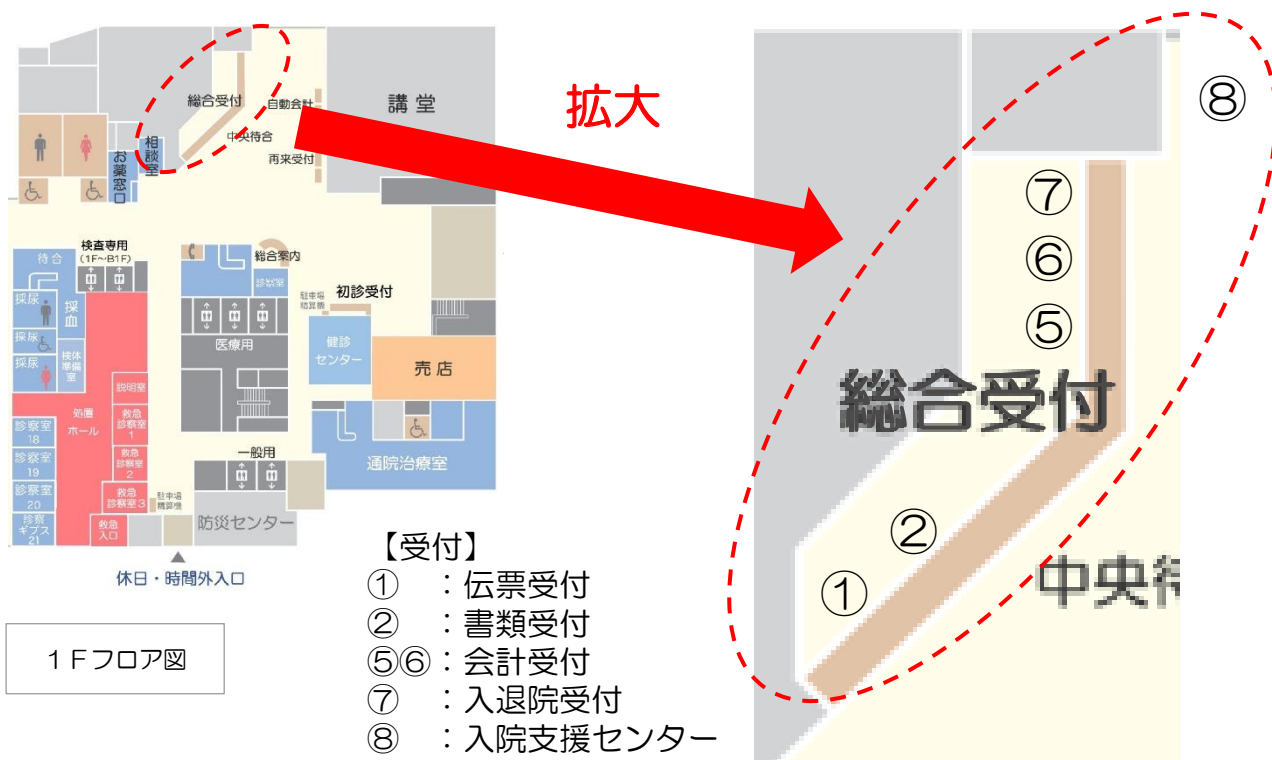 講堂
総合受付
自動会計
中央待合
再来受付
相談室
お薬窓口
検査専用
(1F~B1F)
待合
採尿
採血
採尿
採尿
検体準備室
総合案内
診察室
駐車場
精算機
初診受付
医療用
健診
センター
売店
説明室
処置
ホール
救急
診察室
1
救急
診察室
2
救急
診察室3
救急
入口
診察室
18
診察室
19
診察室
20
診察
ギプス
21
一般用
通院治療室
駐車場
精算機
防災センター
休日・時間外入口
1Fフロア図
【受付】
① :伝票受付
② :書類受付
⑤⑥:会計受付
⑦ :入退院受付
⑧ :入院支援センター
拡大
⑧
⑦
⑥
⑤
総合受付
②
①
中央待